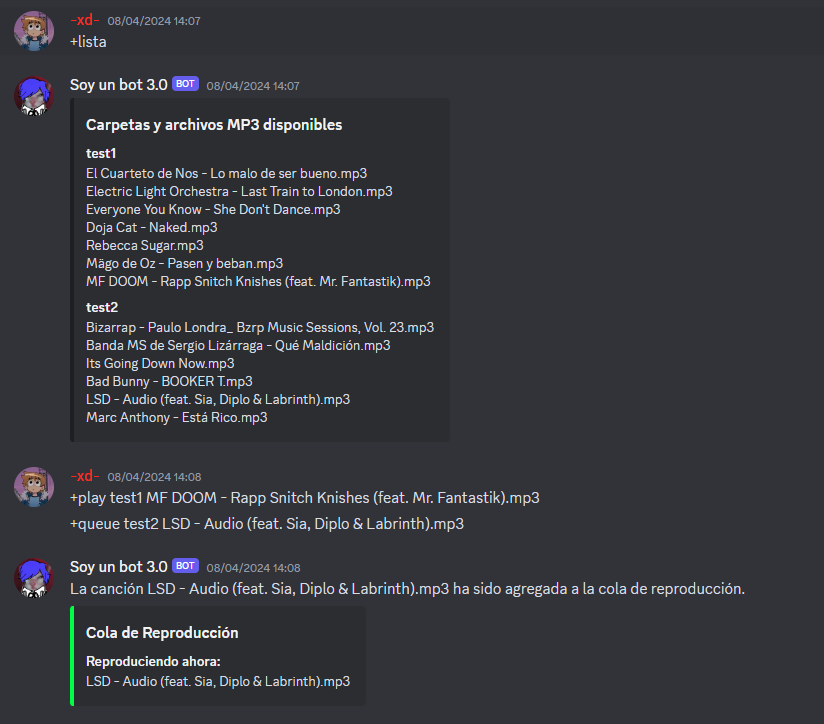 -xd- 08/04/2024 14:07
+lista
Soy un bot 3.0 BOT 08/04/2024 14:07
Carpetas y archivos MP3 disponibles
test1
El Cuarteto de Nos - Lo malo de ser bueno.mp3
Electric Light Orchestra - Last Train to London.mp3
Everyone You Know - She Don't Dance.mp3
Doja Cat - Naked.mp3
Rebecca Sugar.mp3
Mägo de Oz - Pasen y beban.mp3
MF DOOM - Rapp Snitch Knishes (feat. Mr. Fantastik).mp3
test2
Bizarrap - Paulo Londra_ Bzrp Music Sessions, Vol. 23.mp3
Banda MS de Sergio Lizárraga - Qué Maldición.mp3
Its Going Down Now.mp3
Bad Bunny - BOOKER T.mp3
LSD - Audio (feat. Sia, Diplo & Labrinth).mp3
Marc Anthony - Está Rico.mp3
-xd- 08/04/2024 14:08
+play test1 MF DOOM - Rapp Snitch Knishes (feat. Mr. Fantastik).mp3
+queue test2 LSD - Audio (feat. Sia, Diplo & Labrinth).mp3
Soy un bot 3.0 BOT 08/04/2024 14:08
La canción LSD - Audio (feat. Sia, Diplo & Labrinth).mp3 ha sido agregada a la cola de reproducción.
Cola de Reproducción
Reproduciendo ahora:
LSD - Audio (feat. Sia, Diplo & Labrinth).mp3